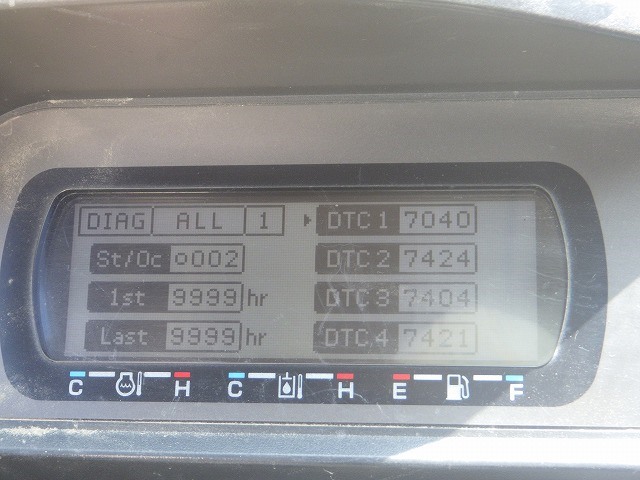 DIAG ALL 1
St/Oc o002
1st 9999 hr
Last 9999 hr
DTC 1 7040
DTC 2 7424
DTC 3 7404
DTC 4 7421
C H C H E F